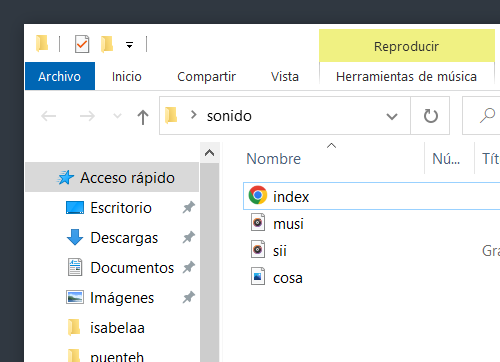 Reproducir
Archivo Inicio Compartir Vista Herramientas de música
sonido
Nombre Nú... Tít
Acceso rápido
index
Escritorio
musi
Descargas
sii Gra
Documentos
cosa
Imágenes
isabelaa
puenteh